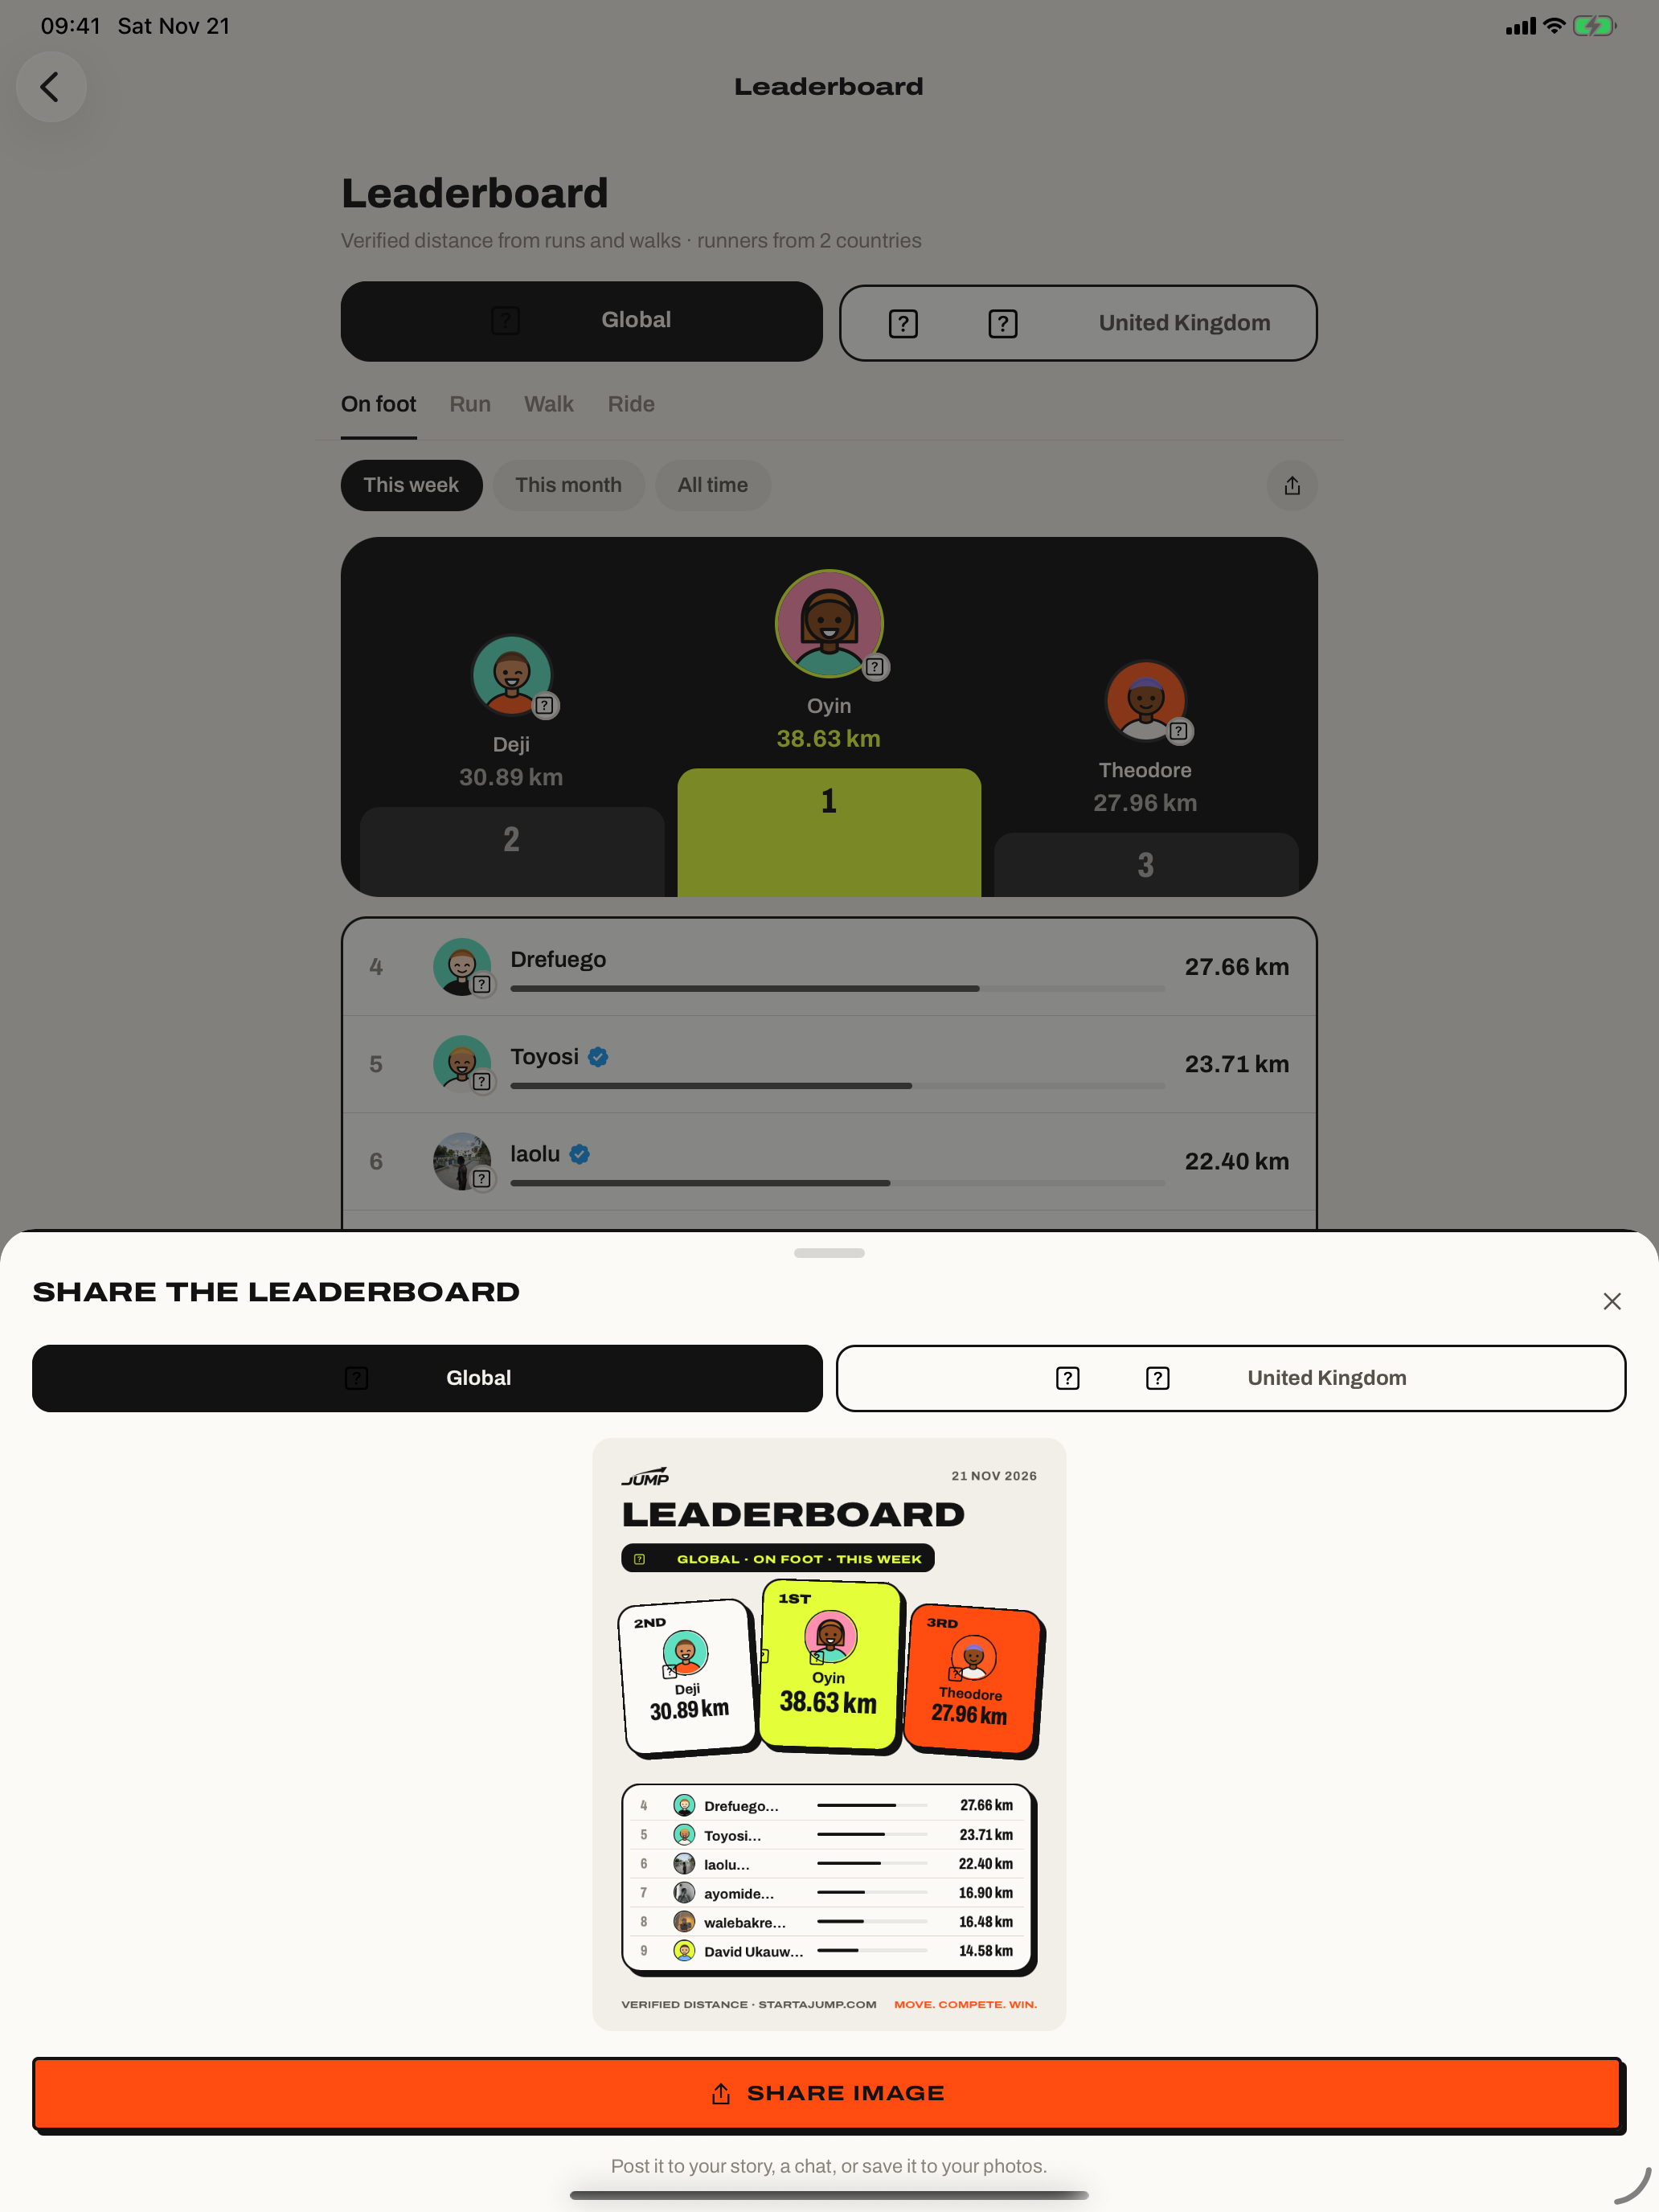 09:41 Sat Nov 21
Leaderboard
Leaderboard
Verified distance from runs and walks · runners from 2 countries
Global
United Kingdom
On foot Run Walk Ride
This week This month All time
Oyin
38.63 km
Deji
30.89 km
Theodore
27.96 km
1
2
3
4 Drefuego 27.66 km
5 Toyosi 23.71 km
6 laolu 22.40 km
SHARE THE LEADERBOARD
Global
United Kingdom
JUMP 21 NOV 2026
LEADERBOARD
GLOBAL · ON FOOT · THIS WEEK
2ND
Deji
30.89 km
1ST
Oyin
38.63 km
3RD
Theodore
27.96 km
4 Drefuego... 27.66 km
5 Toyosi... 23.71 km
6 laolu... 22.40 km
7 ayomide... 16.90 km
8 walebakre... 16.48 km
9 David Ukauw... 14.58 km
VERIFIED DISTANCE · STARTAJUMP.COM MOVE. COMPETE. WIN.
SHARE IMAGE
Post it to your story, a chat, or save it to your photos.